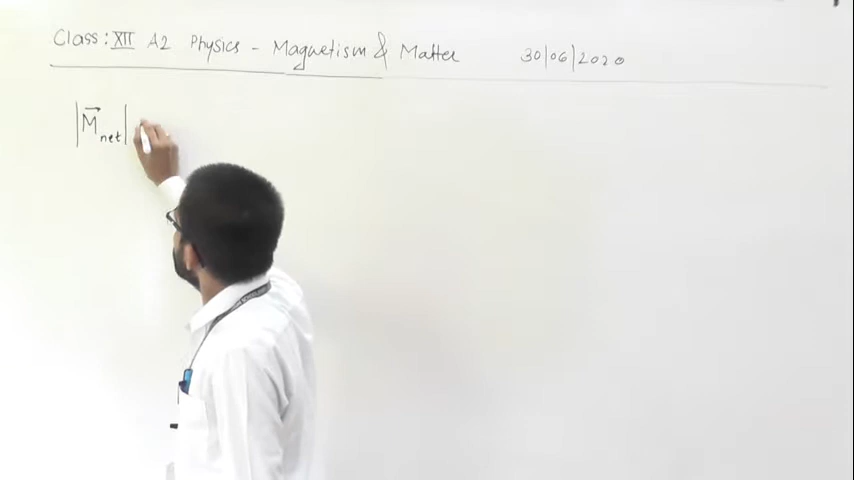 Class: XII A2 Physics - Magnetism & Matter 30/06/2020
|M⃗net|